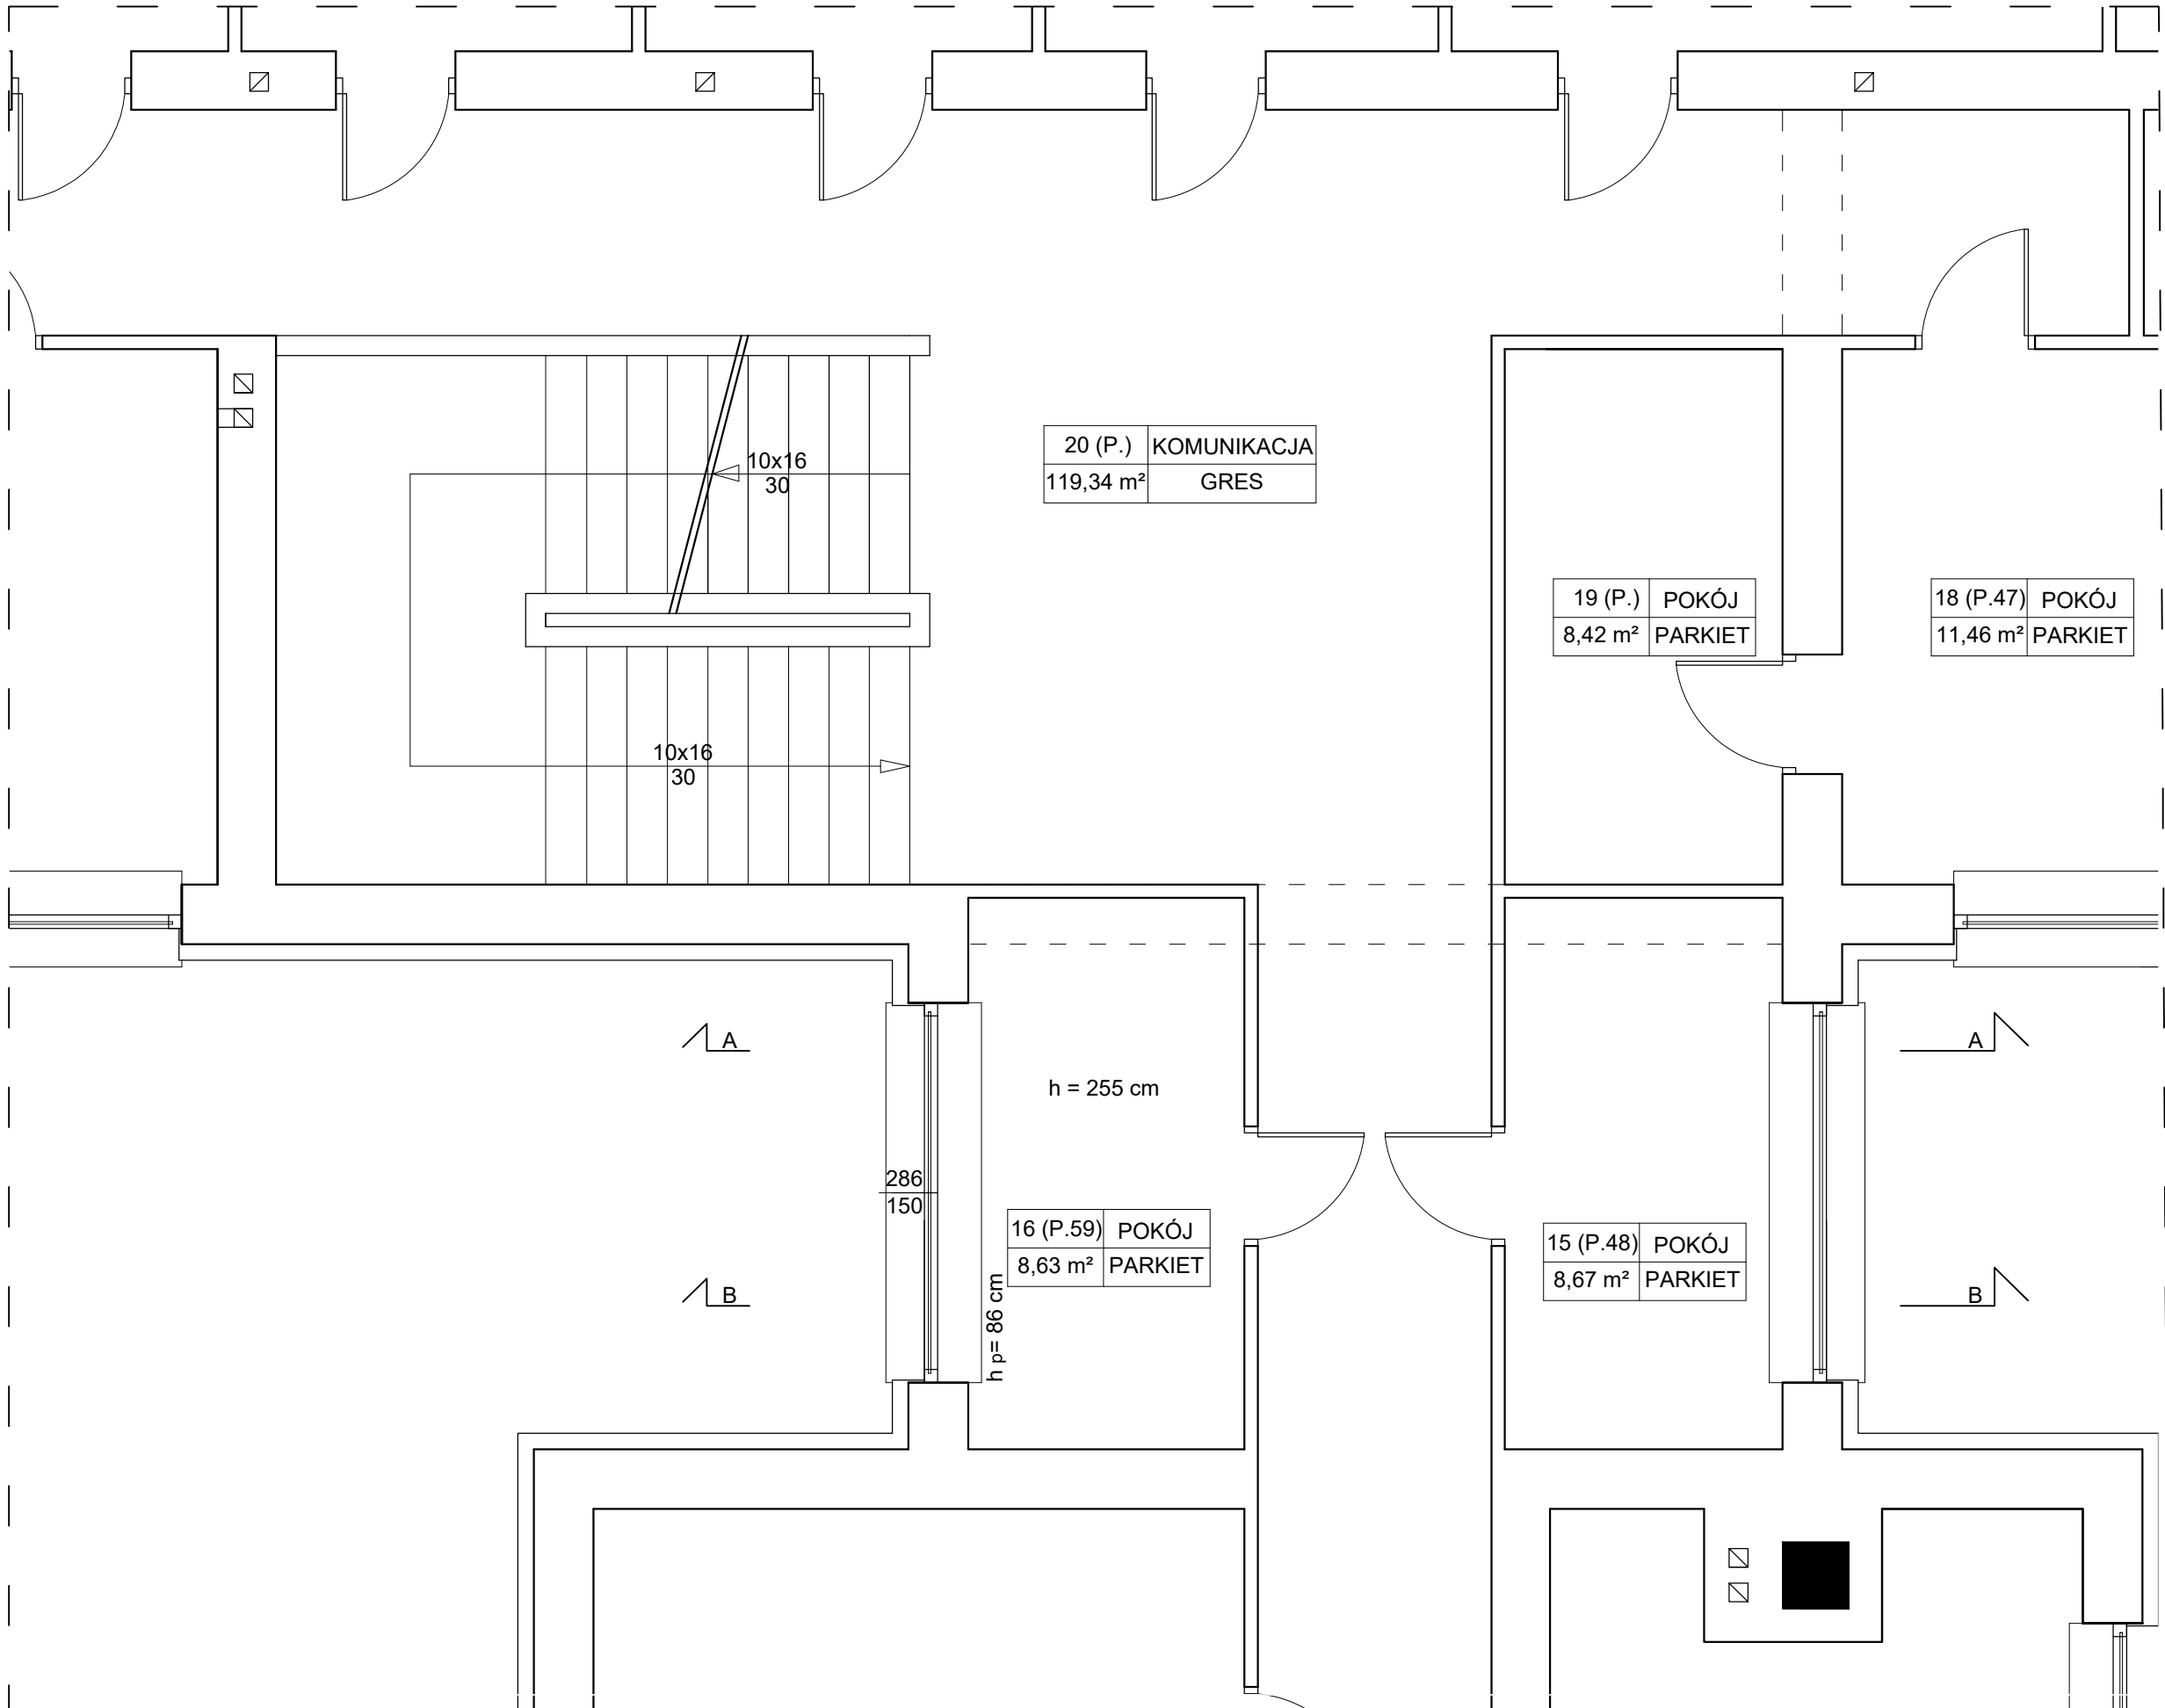 20 (P.) KOMUNIKACJA
119,34 m² GRES
10x16
30
19 (P.) POKÓJ
8,42 m² PARKIET
18 (P.47) POKÓJ
11,46 m² PARKIET
10x16
30
A
A
h = 255 cm
286
150
16 (P.59) POKÓJ
8,63 m² PARKIET
15 (P.48) POKÓJ
8,67 m² PARKIET
B
B
h p= 86 cm